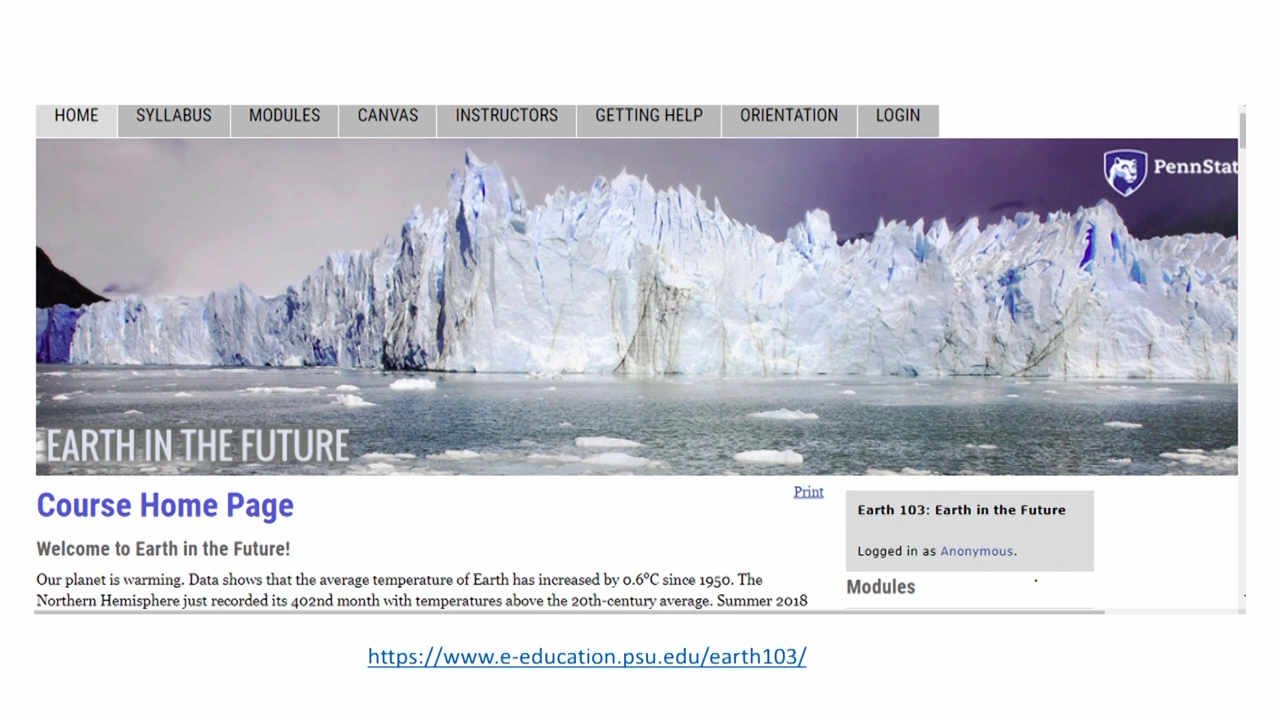 HOME SYLLABUS MODULES CANVAS INSTRUCTORS GETTING HELP ORIENTATION LOGIN
PennStat
EARTH IN THE FUTURE
Course Home Page
Print
Welcome to Earth in the Future!
Our planet is warming. Data shows that the average temperature of Earth has increased by 0.6°C since 1950. The
Northern Hemisphere just recorded its 402nd month with temperatures above the 20th-century average. Summer 2018
Earth 103: Earth in the Future
Logged in as Anonymous.
Modules
https://www.e-education.psu.edu/earth103/